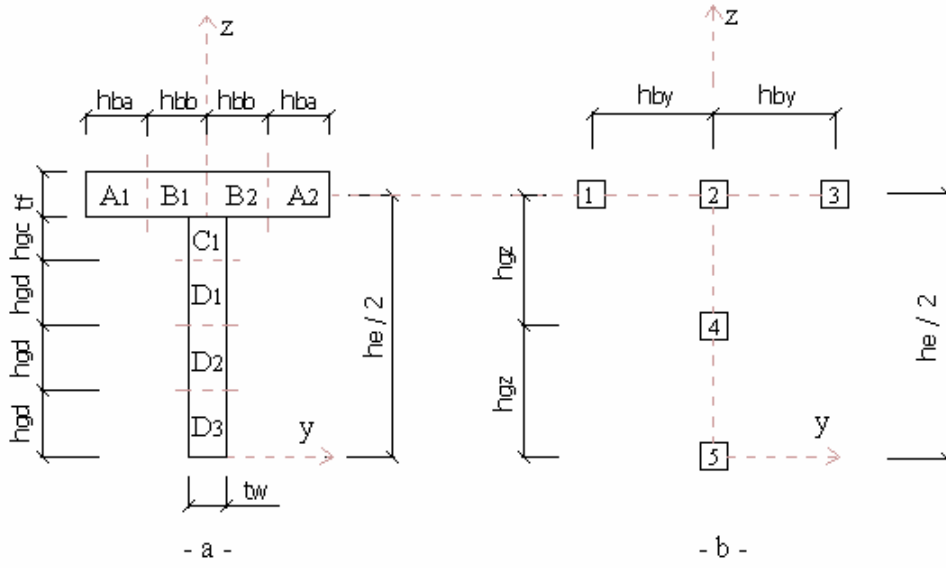 z
z
hba hbb hbb hba
hby hby
tf
A1 B1 B2 A2
1 2 3
hgc
C1
hgd
D1
hgz
he / 2
he / 2
4
hgd
D2
hgz
hgd
D3
y
y
5
tw
- a -
- b -